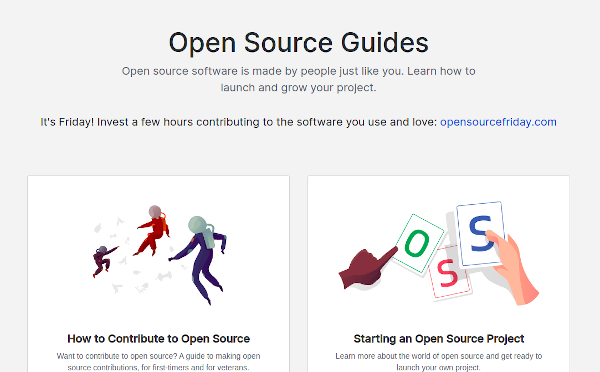 Open Source Guides
Open source software is made by people just like you. Learn how to
launch and grow your project.
It's Friday! Invest a few hours contributing to the software you use and love: opensourcefriday.com
O
S
S
How to Contribute to Open Source
Want to contribute to open source? A guide to making open
source contributions, for first-timers and for veterans.
Starting an Open Source Project
Learn more about the world of open source and get ready to
launch your own project.